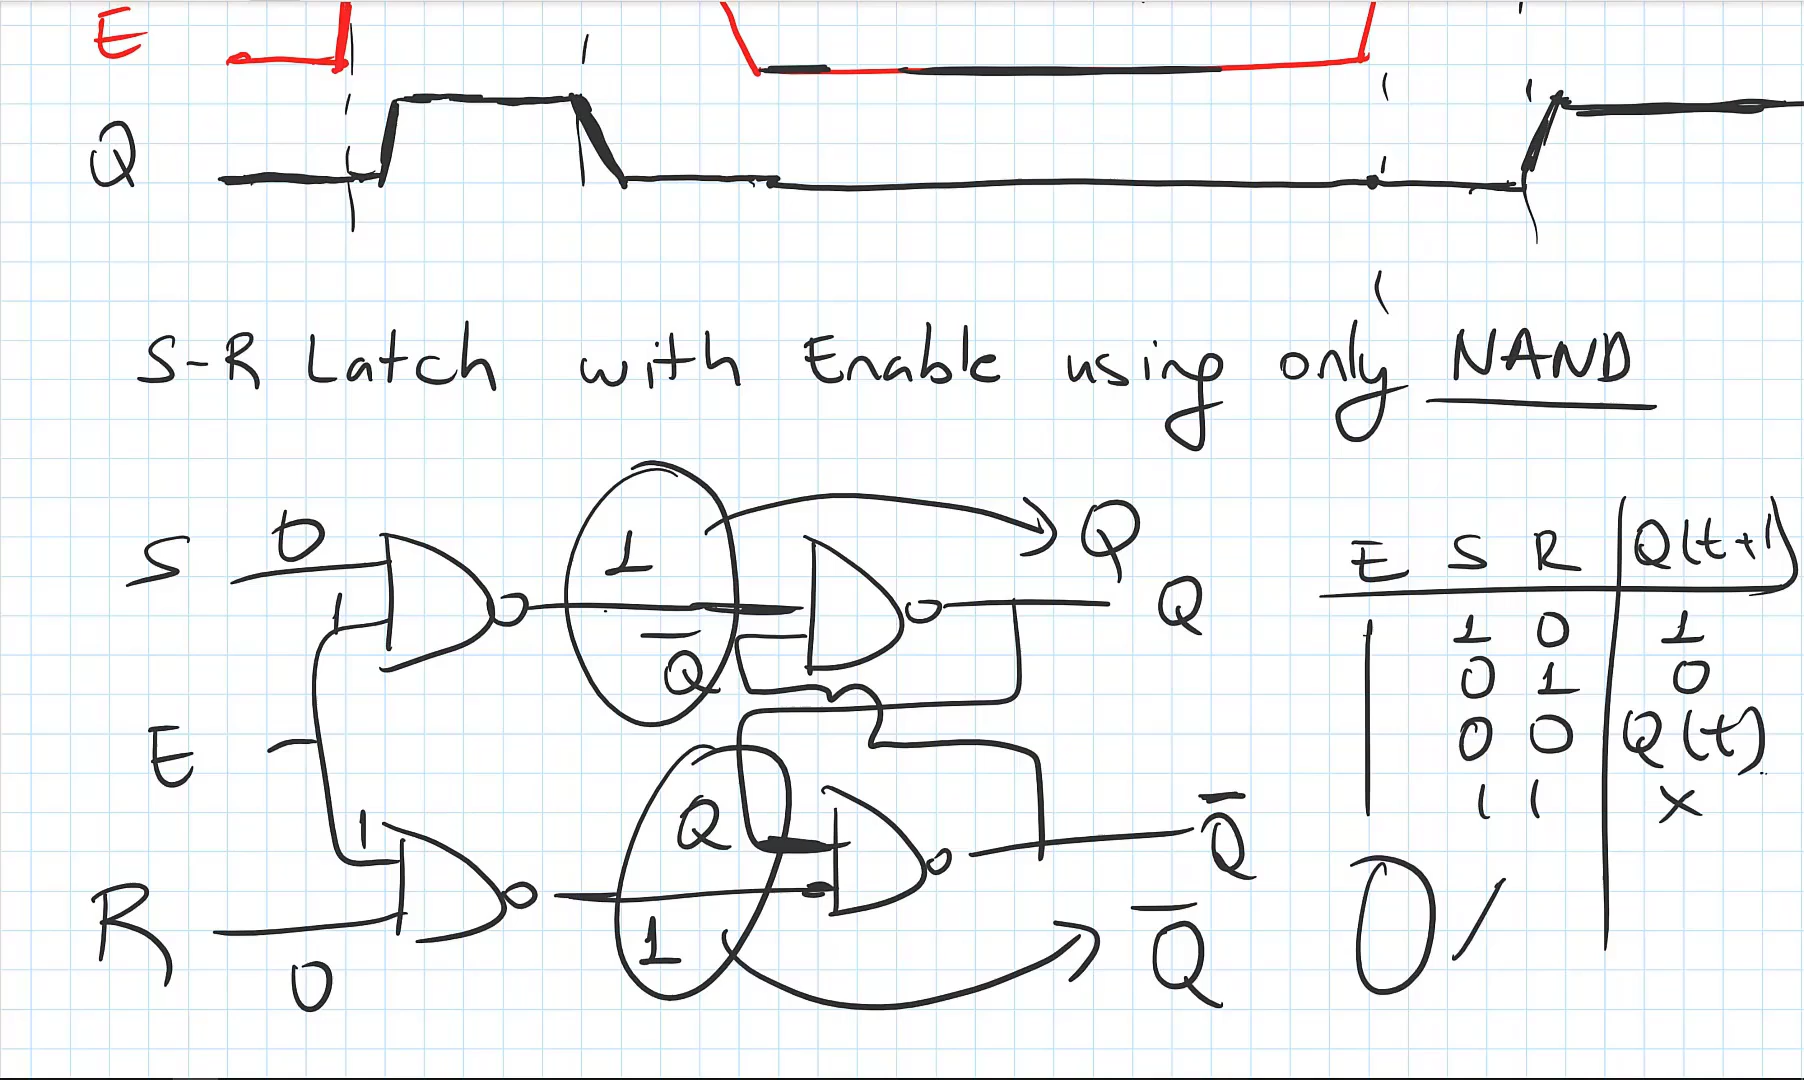 E
Q
S-R Latch with Enable using only NAND
S 0 1 1 Q̅ Q Q
E
R 0 1 Q 1 Q̅ Q̅
E S R Q(t+1)
1 0 1
0 1 0
0 0 Q(t)
1 1 X
0